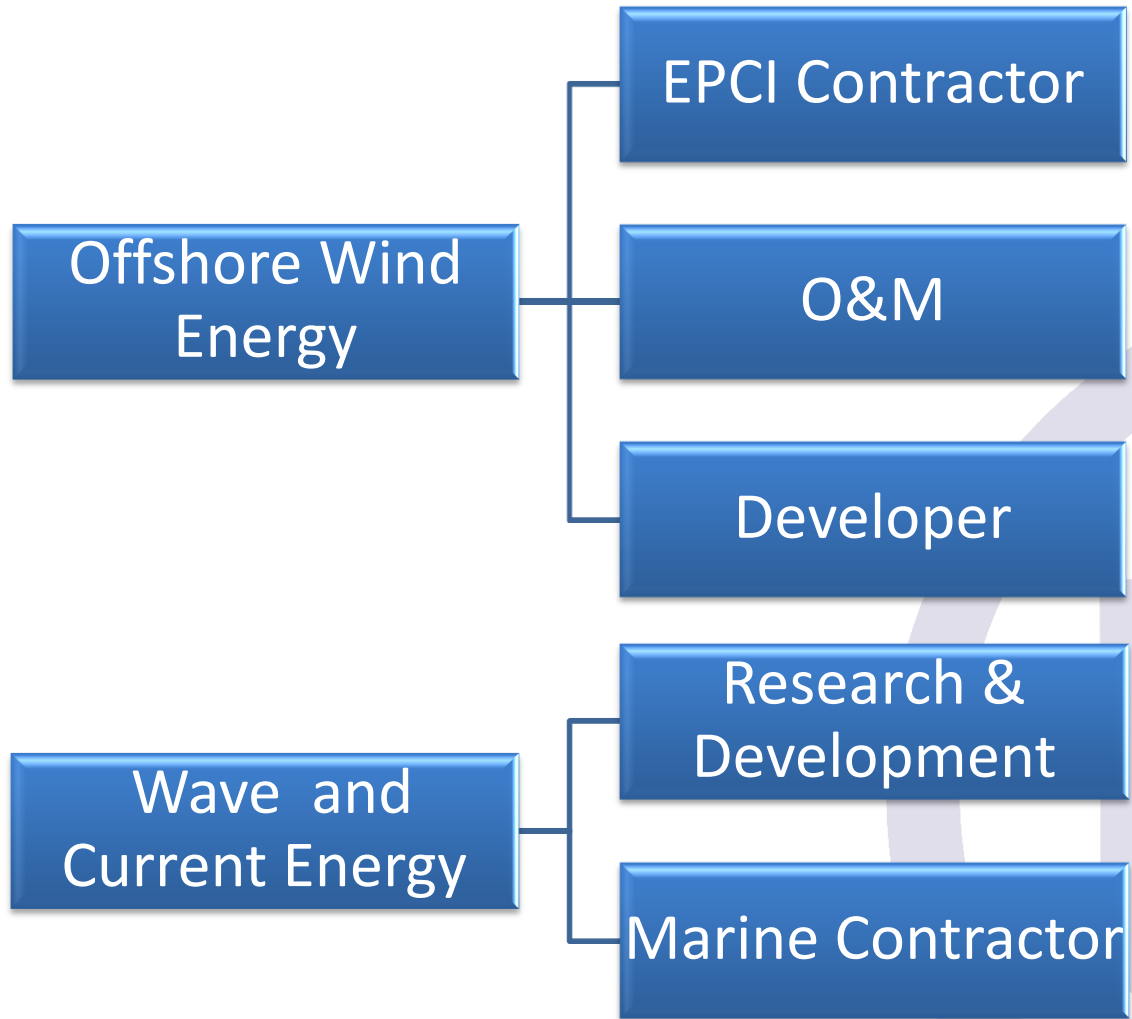 Offshore Wind
Energy
EPCI Contractor
O&M
Developer
Wave  and
Current Energy
Research &
Development
Marine Contractor